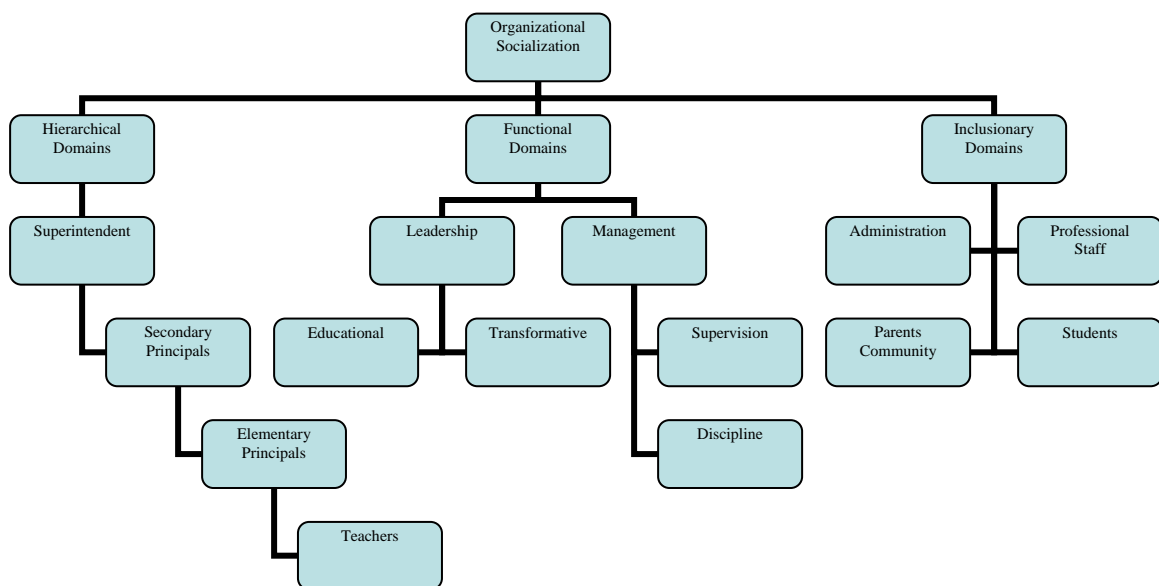 Organizational
Socialization
Hierarchical
Domains
Functional
Domains
Inclusionary
Domains
Superintendent
Leadership
Management
Administration
Professional
Staff
Secondary
Principals
Educational
Transformative
Supervision
Parents
Community
Students
Elementary
Principals
Discipline
Teachers